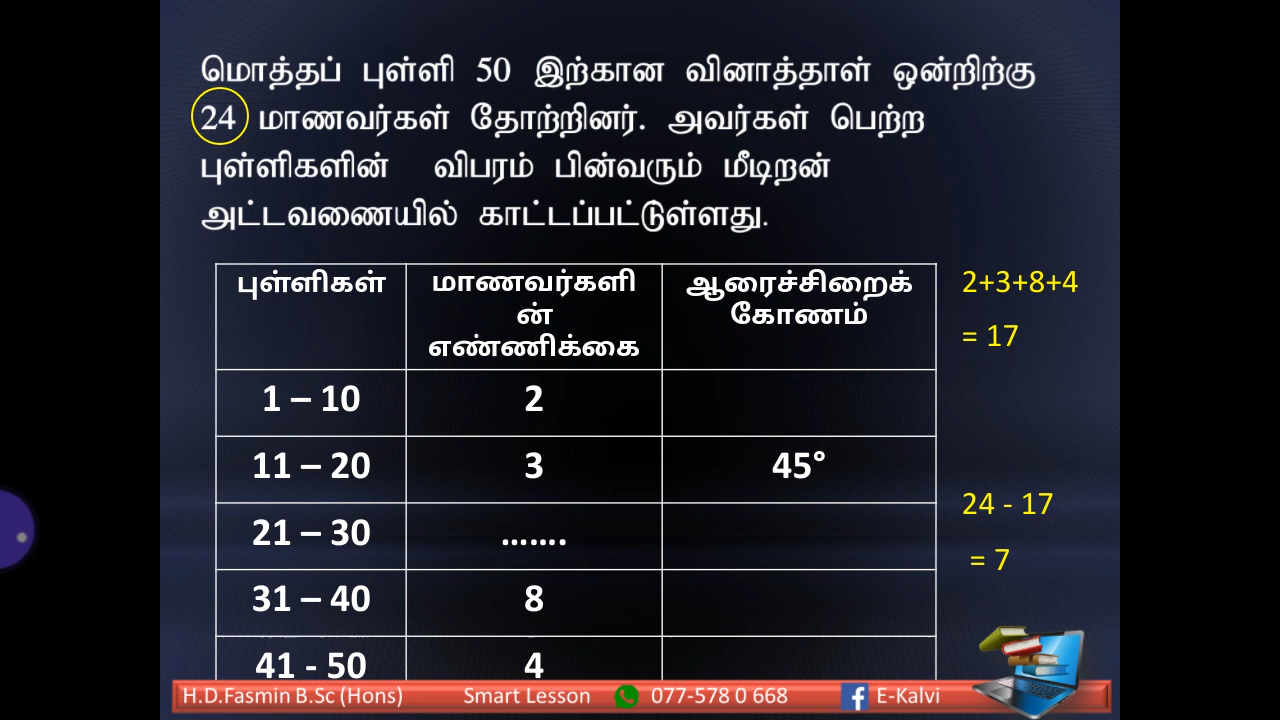 மொத்தப் புள்ளி 50 இற்கான வினாத்தாள் ஒன்றிற்கு
24 மாணவர்கள் தோற்றினர். அவர்கள் பெற்ற
புள்ளிகளின் விபரம் பின்வரும் மீடிறன்
அட்டவணையில் காட்டப்பட்டுள்ளது.
புள்ளிகள் மாணவர்களி ஆரைச்சிறைக்
ன் கோணம்
எண்ணிக்கை
2+3+8+4
= 17
1 – 10 2
11 – 20 3 45°
21 – 30 .......
24 - 17
= 7
31 – 40 8
41 - 50 4
H.D.Fasmin B.Sc (Hons) Smart Lesson 077-578 0 668 E-Kalvi